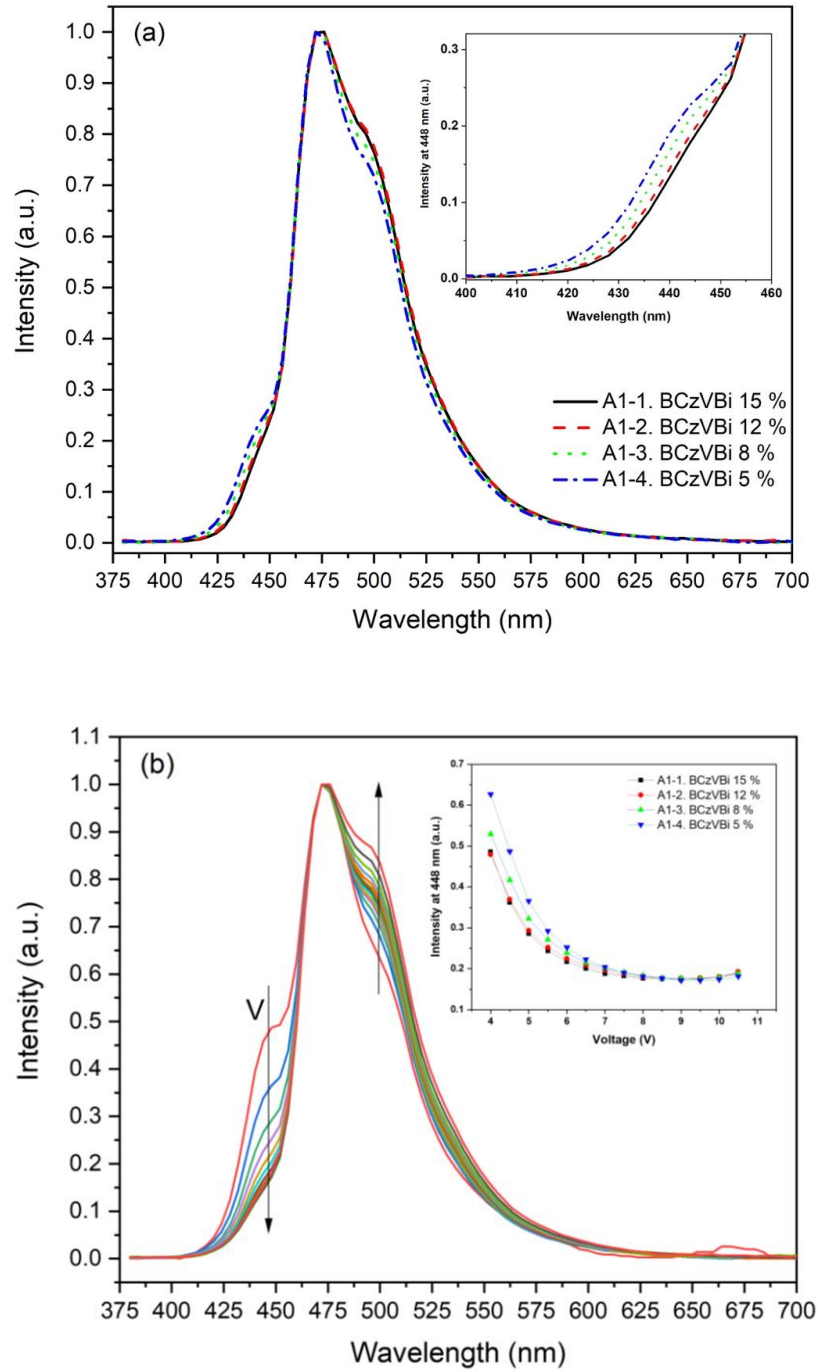 (a)
1.0
0.9
0.8
0.7
0.6
0.5
0.4
0.3
0.2
0.1
0.0
Intensity (a.u.)
375 400 425 450 475 500 525 550 575 600 625 650 675 700
Wavelength (nm)
0.3
0.2
0.1
0.0
Intensity at 448 nm (a.u.)
400 410 420 430 440 450 460
Wavelength (nm)
A1-1. BCzVBi 15 %
A1-2. BCzVBi 12 %
A1-3. BCzVBi 8 %
A1-4. BCzVBi 5 %
(b)
1.1
1.0
0.9
0.8
0.7
0.6
0.5
0.4
0.3
0.2
0.1
0.0
Intensity (a.u.)
V
375 400 425 450 475 500 525 550 575 600 625 650 675 700
Wavelength (nm)
0.7
0.6
0.5
0.4
0.3
0.2
0.1
Intensity at 448 nm (a.u.)
4 5 6 7 8 9 10 11
Voltage (V)
A1-1. BCzVBi 15 %
A1-2. BCzVBi 12 %
A1-3. BCzVBi 8 %
A1-4. BCzVBi 5 %